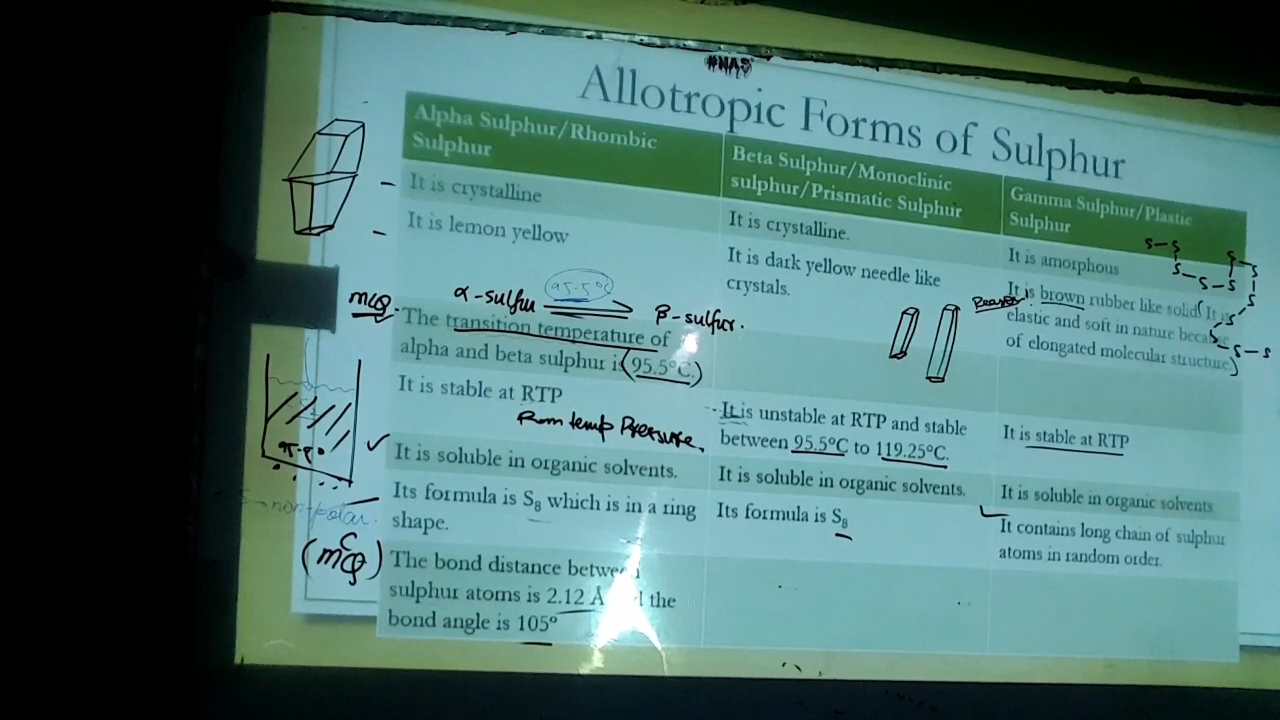 #NAS
Allotropic Forms of Sulphur
Alpha Sulphur/Rhombic
Sulphur
Beta Sulphur/Monoclinic
sulphur/Prismatic Sulphur
Gamma Sulphur/Plastic
Sulphur
It is crystalline
It is crystalline.
It is amorphous
S-S
S-S-S
S-S
S
S
S-S-S
It is lemon yellow
It is dark yellow needle like
crystals.
It is brown rubber like solid( It is
elastic and soft in nature
of elongated molecular structure)
Reason
α-sulfur 95.5°C β-sulfur.
MCQ.
The transition temperature of
alpha and beta sulphur is (95.5°C.)
It is stable at RTP
Room temp Pressure
It is unstable at RTP and stable
between 95.5°C to 119.25°C.
It is stable at RTP
It is soluble in organic solvents.
It is soluble in organic solvents.
It is soluble in organic solvents
non-polar.
Its formula is S8 which is in a ring
shape.
Its formula is S8
It contains long chain of sulphur
atoms in random order.
(MCQ)
The bond distance between
sulphur atoms is 2.12 Å the
bond angle is 105°